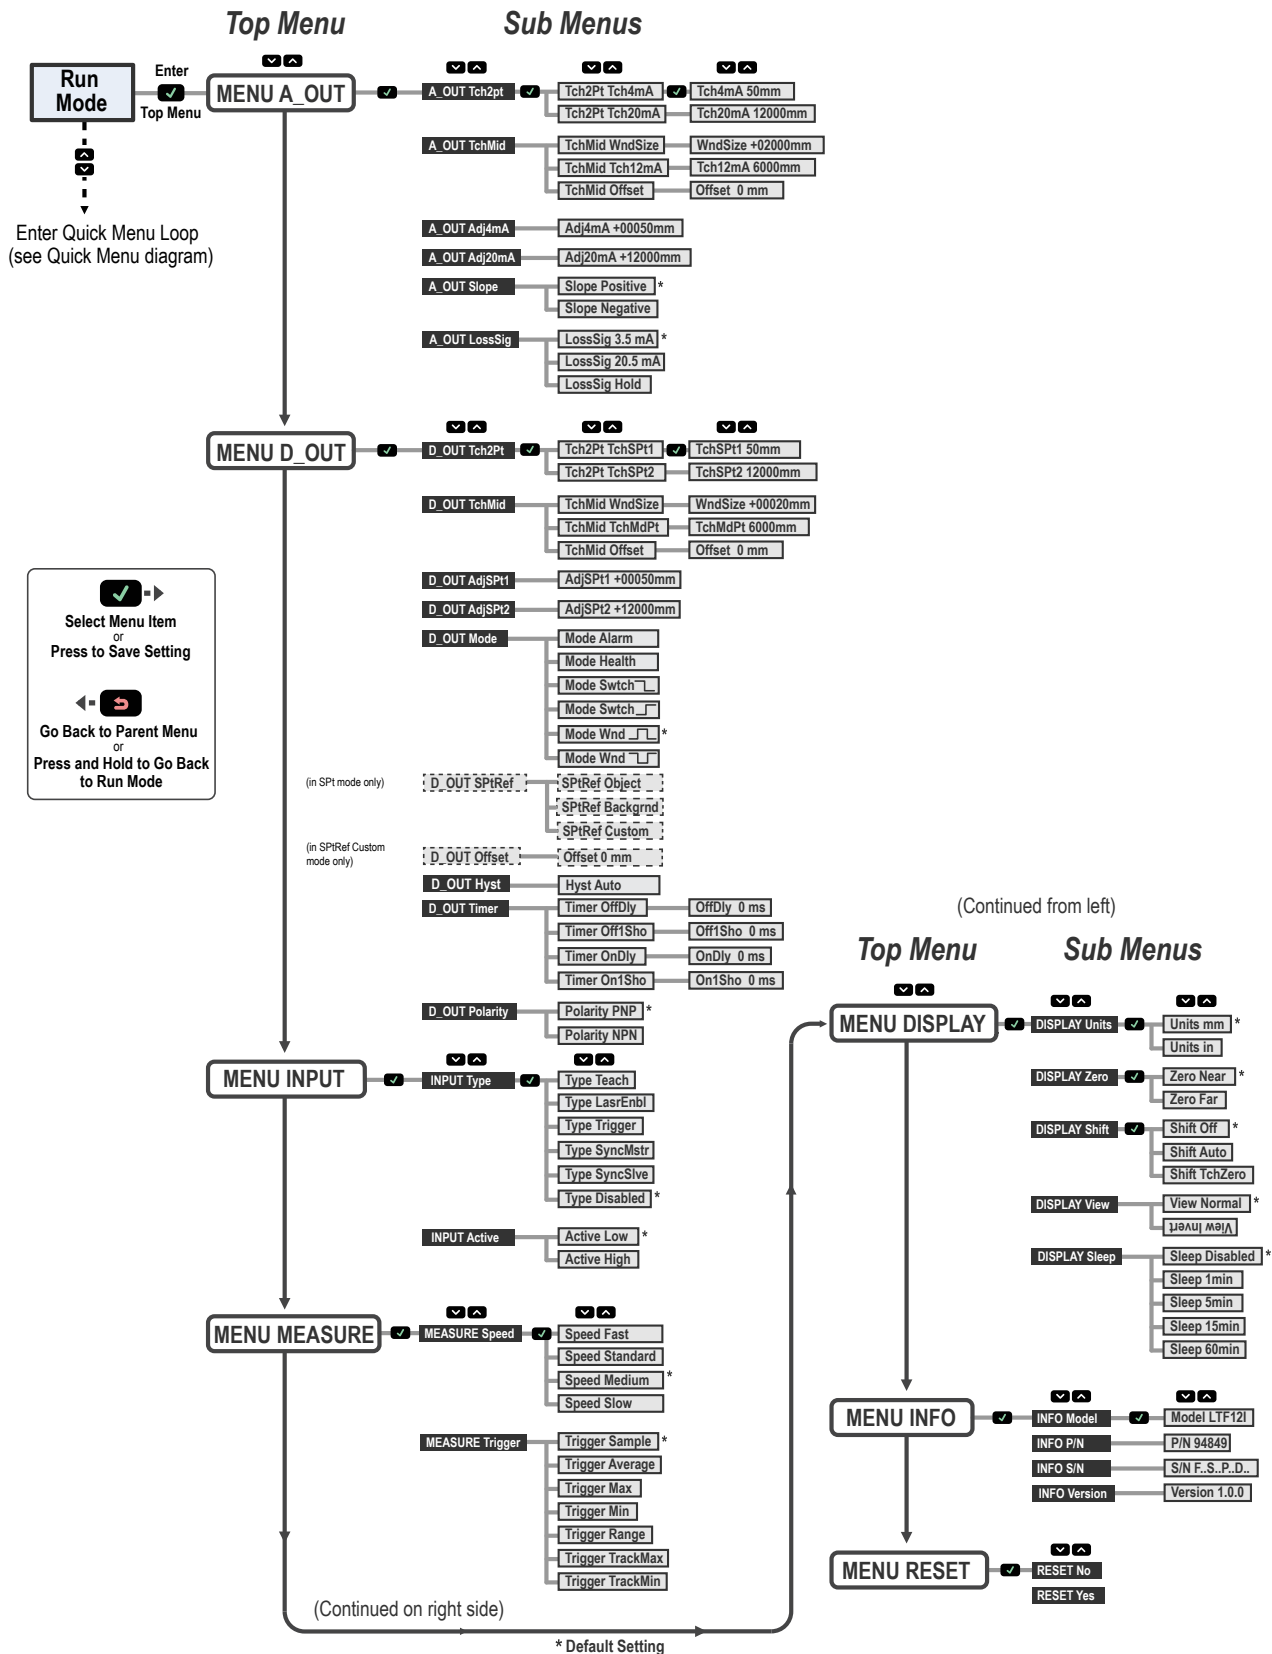 Top Menu
Sub Menus
Run
Mode
Enter
Top Menu
Enter Quick Menu Loop
(see Quick Menu diagram)
MENU A_OUT
A_OUT Tch2pt
Tch2Pt Tch4mA
Tch4mA 50mm
Tch2Pt Tch20mA
Tch20mA 12000mm
A_OUT TchMid
TchMid WndSize
WndSize +02000mm
TchMid Tch12mA
Tch12mA 6000mm
TchMid Offset
Offset 0 mm
A_OUT Adj4mA
Adj4mA +00050mm
A_OUT Adj20mA
Adj20mA +12000mm
A_OUT Slope
Slope Positive *
Slope Negative
A_OUT LossSig
LossSig 3.5 mA *
LossSig 20.5 mA
LossSig Hold
MENU D_OUT
D_OUT Tch2Pt
Tch2Pt TchSPt1
TchSPt1 50mm
Tch2Pt TchSPt2
TchSPt2 12000mm
D_OUT TchMid
TchMid WndSize
WndSize +00020mm
TchMid TchMdPt
TchMdPt 6000mm
TchMid Offset
Offset 0 mm
D_OUT AdjSPt1
AdjSPt1 +00050mm
D_OUT AdjSPt2
AdjSPt2 +12000mm
D_OUT Mode
Mode Alarm
Mode Health
Mode Swtch
Mode Swtch
Mode Wnd *
Mode Wnd
(in SPt mode only)
D_OUT SPtRef
SPtRef Object
SPtRef Backgrnd
SPtRef Custom
(in SPtRef Custom
mode only)
D_OUT Offset
Offset 0 mm
D_OUT Hyst
Hyst Auto
D_OUT Timer
Timer OffDly
OffDly 0 ms
Timer Off1Sho
Off1Sho 0 ms
Timer OnDly
OnDly 0 ms
Timer On1Sho
On1Sho 0 ms
D_OUT Polarity
Polarity PNP *
Polarity NPN
Select Menu Item
or
Press to Save Setting
Go Back to Parent Menu
or
Press and Hold to Go Back
to Run Mode
MENU INPUT
INPUT Type
Type Teach
Type LasrEnbl
Type Trigger
Type SyncMstr
Type SyncSlve
Type Disabled *
INPUT Active
Active Low *
Active High
MENU MEASURE
MEASURE Speed
Speed Fast
Speed Standard
Speed Medium *
Speed Slow
MEASURE Trigger
Trigger Sample *
Trigger Average
Trigger Max
Trigger Min
Trigger Range
Trigger TrackMax
Trigger TrackMin
(Continued on right side)
* Default Setting
(Continued from left)
Top Menu
Sub Menus
MENU DISPLAY
DISPLAY Units
Units mm *
Units in
DISPLAY Zero
Zero Near *
Zero Far
DISPLAY Shift
Shift Off *
Shift Auto
Shift TchZero
DISPLAY View
View Normal *
View Invert
DISPLAY Sleep
Sleep Disabled *
Sleep 1min
Sleep 5min
Sleep 15min
Sleep 60min
MENU INFO
INFO Model
Model LTF12I
INFO P/N
P/N 94849
INFO S/N
S/N F..S..P..D..
INFO Version
Version 1.0.0
MENU RESET
RESET No
RESET Yes